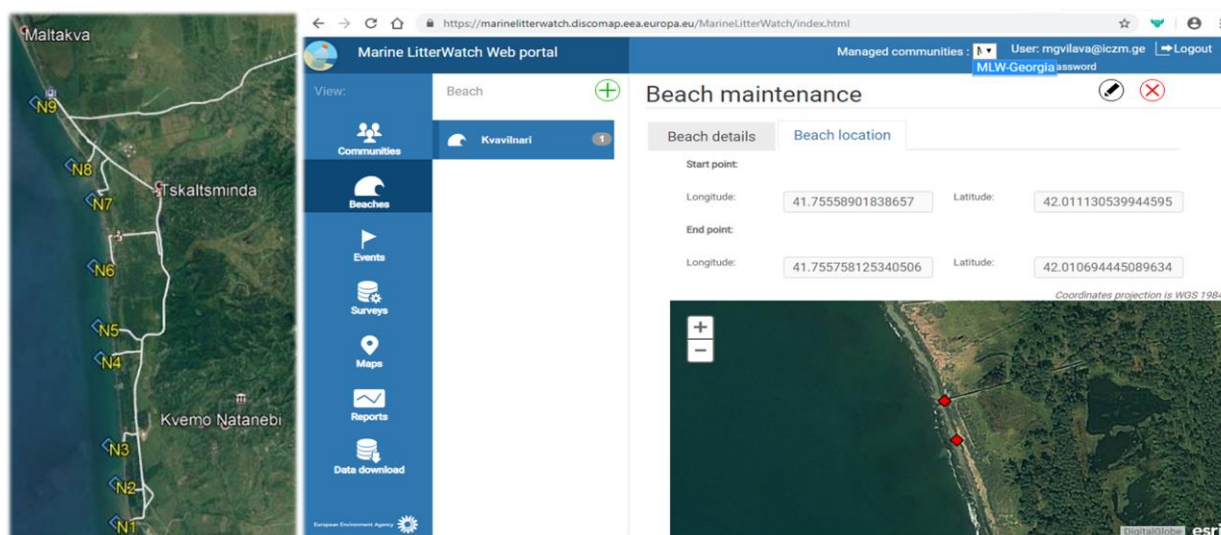 Maltakva
N9
N8
Tskaltsminda
N7
N6
N5
N4
Kvemo Natanebi
N3
N2
N1
https://marinelitterwatch.discomap.eea.europa.eu/MarineLitterWatch/index.html
Marine LitterWatch Web portal
Managed communities :
User: mgvilava@iczm.ge
Logout
MLW-Georgia
assword
View:
Communities
Beaches
Events
Surveys
Maps
Reports
Data download
European Environment Agency
Beach
Kvavilnari 1
Beach maintenance
Beach details Beach location
Start point:
Longitude: 41.75558901838657 Latitude: 42.011130539944595
End point:
Longitude: 41.755758125340506 Latitude: 42.010694445089634
Coordinates projection is WGS 1984
+
−
DigitalGlobe esri